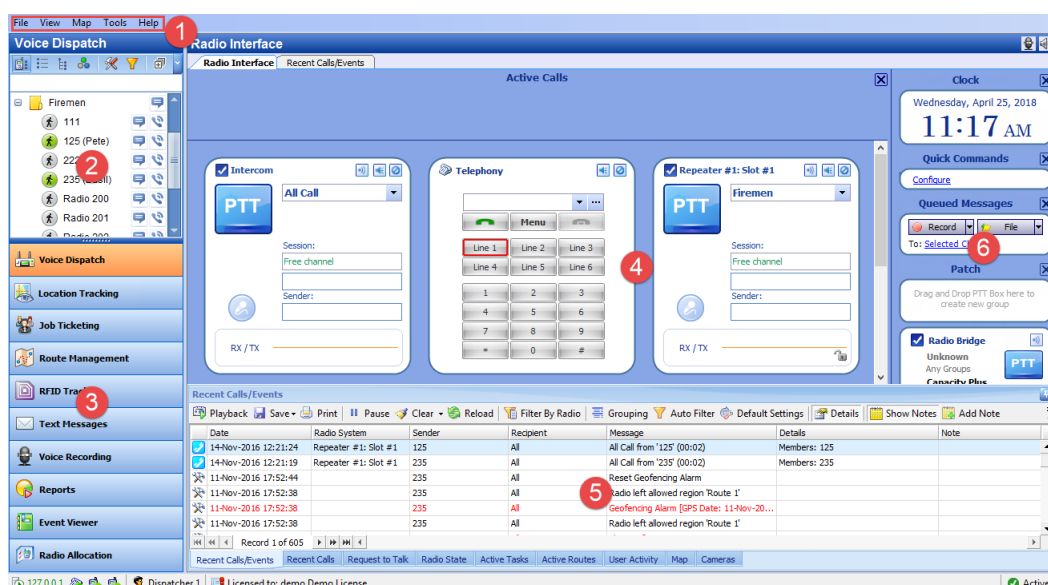 File View Map Tools Help
1
Voice Dispatch
Radio Interface
Radio Interface Recent Calls/Events
Active Calls
Clock
Wednesday, April 25, 2018
11:17 AM
Quick Commands
Configure
Queued Messages
Record File
To: Selected
6
Patch
Drag and Drop PTT Box here to
create new group
Radio Bridge
Unknown
Any Groups
PTT
Capacity Plus
Firemen
111
125 (Pete)
222
2
235
Radio 200
Radio 201
Voice Dispatch
Location Tracking
Job Ticketing
Route Management
RFID
3
Text Messages
Voice Recording
Reports
Event Viewer
Radio Allocation
Intercom
PTT
All Call
Session:
Free channel
Sender:
RX / TX
Telephony
...
Menu
Line 1 Line 2 Line 3
Line 4 Line 5 Line 6
1 2 3
4 5 6
7 8 9
* 0 #
4
Repeater #1: Slot #1
PTT
Firemen
Session:
Free channel
Sender:
RX / TX
Recent Calls/Events
Playback Save Print Pause Clear Reload Filter By Radio Grouping Auto Filter Default Settings Details Show Notes Add Note
Date Radio System Sender Recipient Message Details Note
14-Nov-2016 12:21:24 Repeater #1: Slot #1 125 All All Call from '125' (00:02) Members: 125
14-Nov-2016 12:21:19 Repeater #1: Slot #1 235 All All Call from '235' (00:02) Members: 235
11-Nov-2016 17:52:44 235 All Reset Geofencing Alarm
11-Nov-2016 17:52:38 235 All Radio left allowed region 'Route 1'
5
11-Nov-2016 17:52:38 235 All Geofencing Alarm [GPS Date: 11-Nov-20...
11-Nov-2016 17:52:38 235 All Radio left allowed region 'Route 1'
Record 1 of 605
Recent Calls/Events Recent Calls Request to Talk Radio State Active Tasks Active Routes User Activity Map Cameras
127.0.0.1 Dispatcher 1 Licensed to: demo Demo License Active